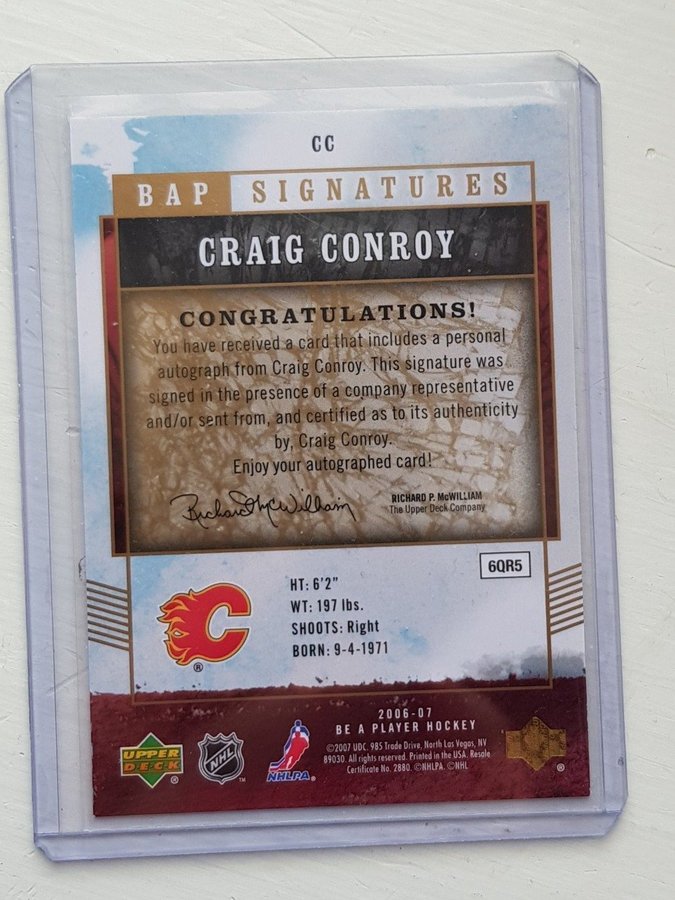 CC
BAP SIGNATURES
CRAIG CONROY
CONGRATULATIONS!
You have received a card that includes a personal
autograph from Craig Conroy. This signature was
signed in the presence of a company representative
and/or sent from, and certified as to its authenticity
by, Craig Conroy.
Enjoy your autographed card!
Richard P. McWilliam
RICHARD P. McWILLIAM
The Upper Deck Company
6QR5
HT: 6'2"
WT: 197 lbs.
SHOOTS: Right
BORN: 9-4-1971
C
®
2006-07
BE A PLAYER HOCKEY
©2007 UDC. 985 Trade Drive, North Las Vegas, NV
89030. All rights reserved. Printed in the USA. Resale
Certificate No. 2880. ©NHLPA. ©NHL
UPPER
DECK
®
NHL
™
NHLPA
®
®